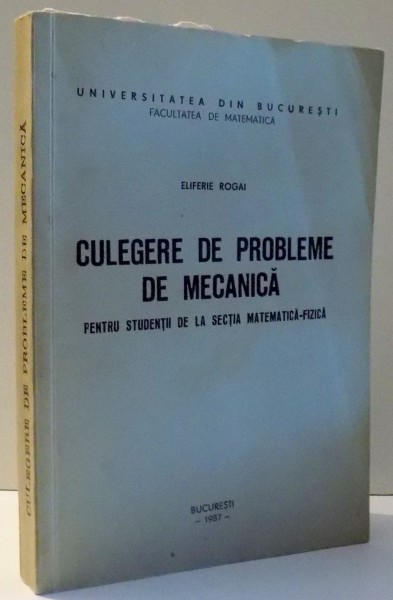 UNIVERSITATEA DIN BUCUREȘTI
FACULTATEA DE MATEMATICĂ
ELIFERIE ROGAI
CULEGERE DE PROBLEME
DE MECANICĂ
PENTRU STUDENȚII DE LA SECȚIA MATEMATICĂ-FIZICĂ
BUCUREȘTI
- 1987 -
CULEGERE DE PROBLEME DE MECANICĂ